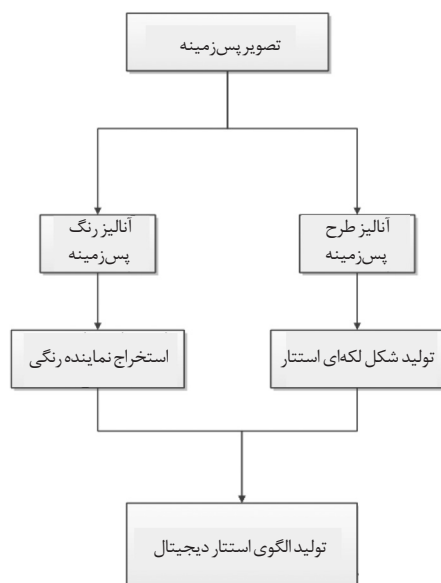 تصویر پس‌زمینه
آنالیز طرح
پس‌زمینه
آنالیز رنگ
پس‌زمینه
تولید شکل لکه‌ای استتار
استخراج نماینده رنگی
تولید الگوی استتار دیجیتال